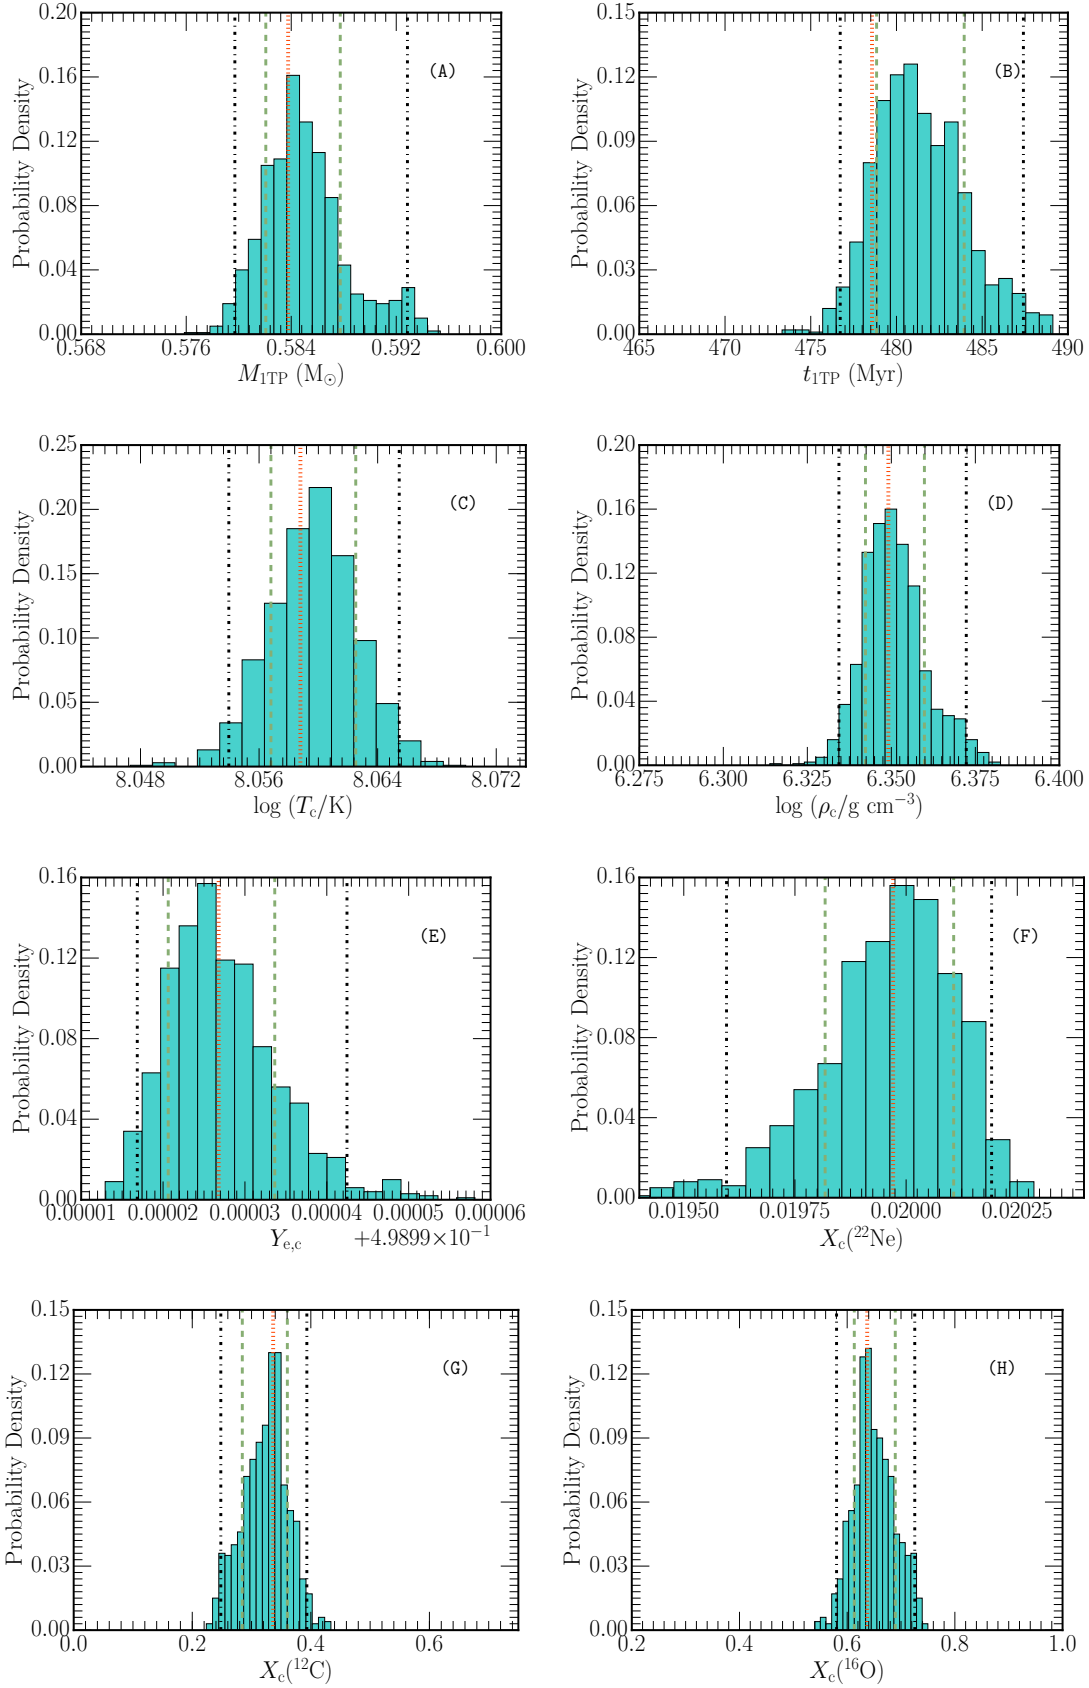 0.20
0.16
0.12
0.08
0.04
0.00
Probability Density
(A)
0.568 0.576 0.584 0.592 0.600
M1TP (M⊙)
0.15
0.12
0.09
0.06
0.03
0.00
Probability Density
(B)
465 470 475 480 485 490
t1TP (Myr)
0.25
0.20
0.15
0.10
0.05
0.00
Probability Density
(C)
8.048 8.056 8.064 8.072
log (Tc/K)
0.20
0.16
0.12
0.08
0.04
0.00
Probability Density
(D)
6.275 6.300 6.325 6.350 6.375 6.400
log (ρc/g cm⁻³)
0.16
0.12
0.08
0.04
0.00
Probability Density
(E)
0.00001 0.00002 0.00003 0.00004 0.00005 0.00006
Ye,c +4.9899×10⁻¹
0.16
0.12
0.08
0.04
0.00
Probability Density
(F)
0.01950 0.01975 0.02000 0.02025
Xc(²²Ne)
0.15
0.12
0.09
0.06
0.03
0.00
Probability Density
(G)
0.0 0.2 0.4 0.6
Xc(¹²C)
0.15
0.12
0.09
0.06
0.03
0.00
Probability Density
(H)
0.2 0.4 0.6 0.8 1.0
Xc(¹⁶O)